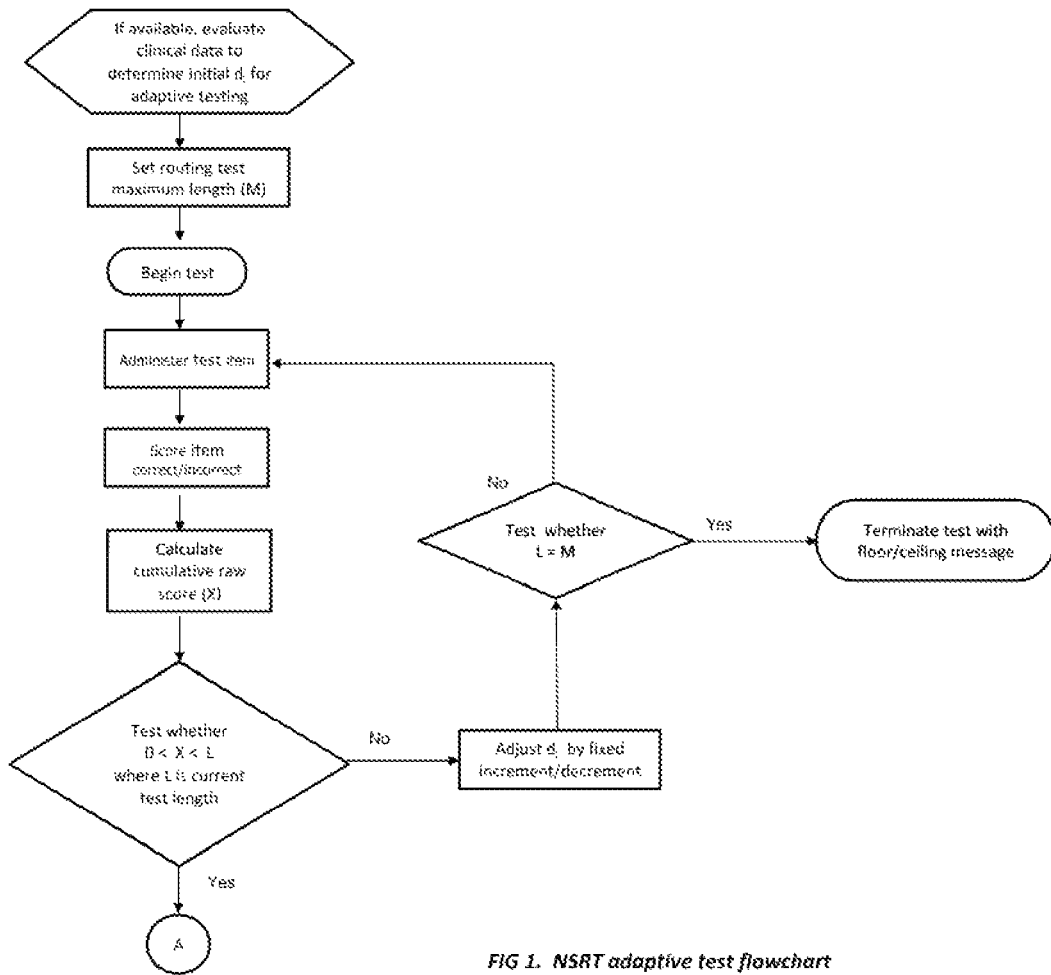 If available, evaluate
clinical data to
determine initial dᵢ for
adaptive testing
Set routing test
maximum length (M)
Begin test
Administer test item
Score item
correct/incorrect
Calculate
cumulative raw
score (X)
Test whether
0 < X < L
where L is current
test length
No
Yes
A
Adjust dᵢ by fixed
increment/decrement
Test whether
L = M
No
Yes
Terminate test with
floor/ceiling message
FIG 1. NSRT adaptive test flowchart